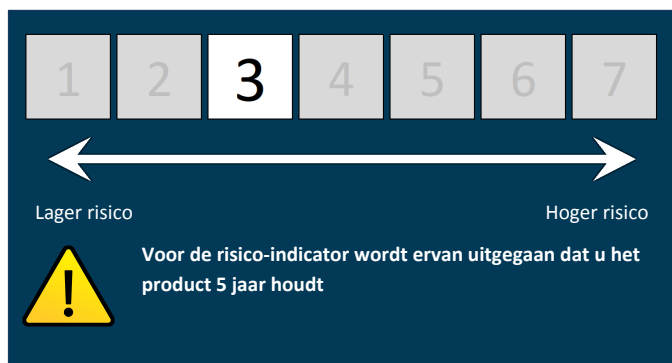 1 2 3 4 5 6 7
Lager risico Hoger risico
Voor de risico-indicator wordt ervan uitgegaan dat u het
product 5 jaar houdt